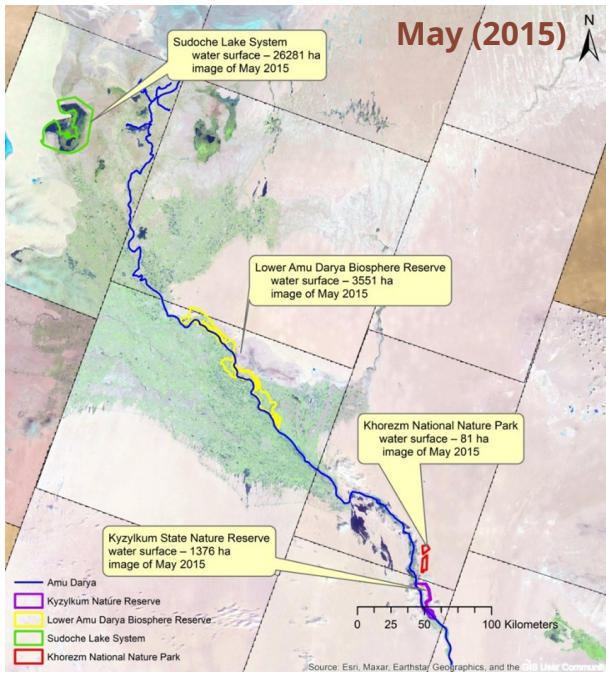 May (2015)
N
Sudoche Lake System
water surface – 26281 ha
image of May 2015
Lower Amu Darya Biosphere Reserve
water surface – 3551 ha
image of May 2015
Khorezm National Nature Park
water surface – 81 ha
image of May 2015
Kyzylkum State Nature Reserve
water surface – 1376 ha
image of May 2015
Amu Darya
Kyzylkum Nature Reserve
Lower Amu Darya Biosphere Reserve
Sudoche Lake System
Khorezm National Nature Park
0 25 50 100 Kilometers
Source: Esri, Maxar, Earthstar Geographics, and the GIS User Communit